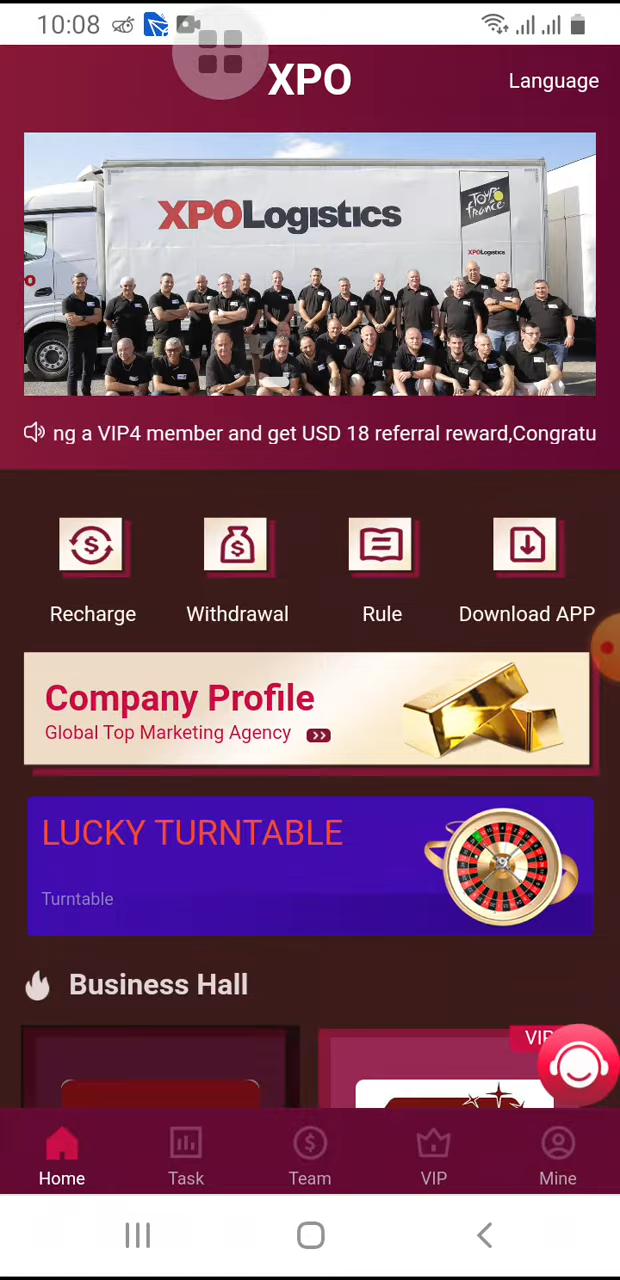 10:08
XPO
Language
XPOLogistics
TOUR de france
XPOLogistics
ng a VIP4 member and get USD 18 referral reward,Congratu
Recharge
Withdrawal
Rule
Download APP
Company Profile
Global Top Marketing Agency
LUCKY TURNTABLE
Turntable
Business Hall
VIP
Home
Task
Team
VIP
Mine